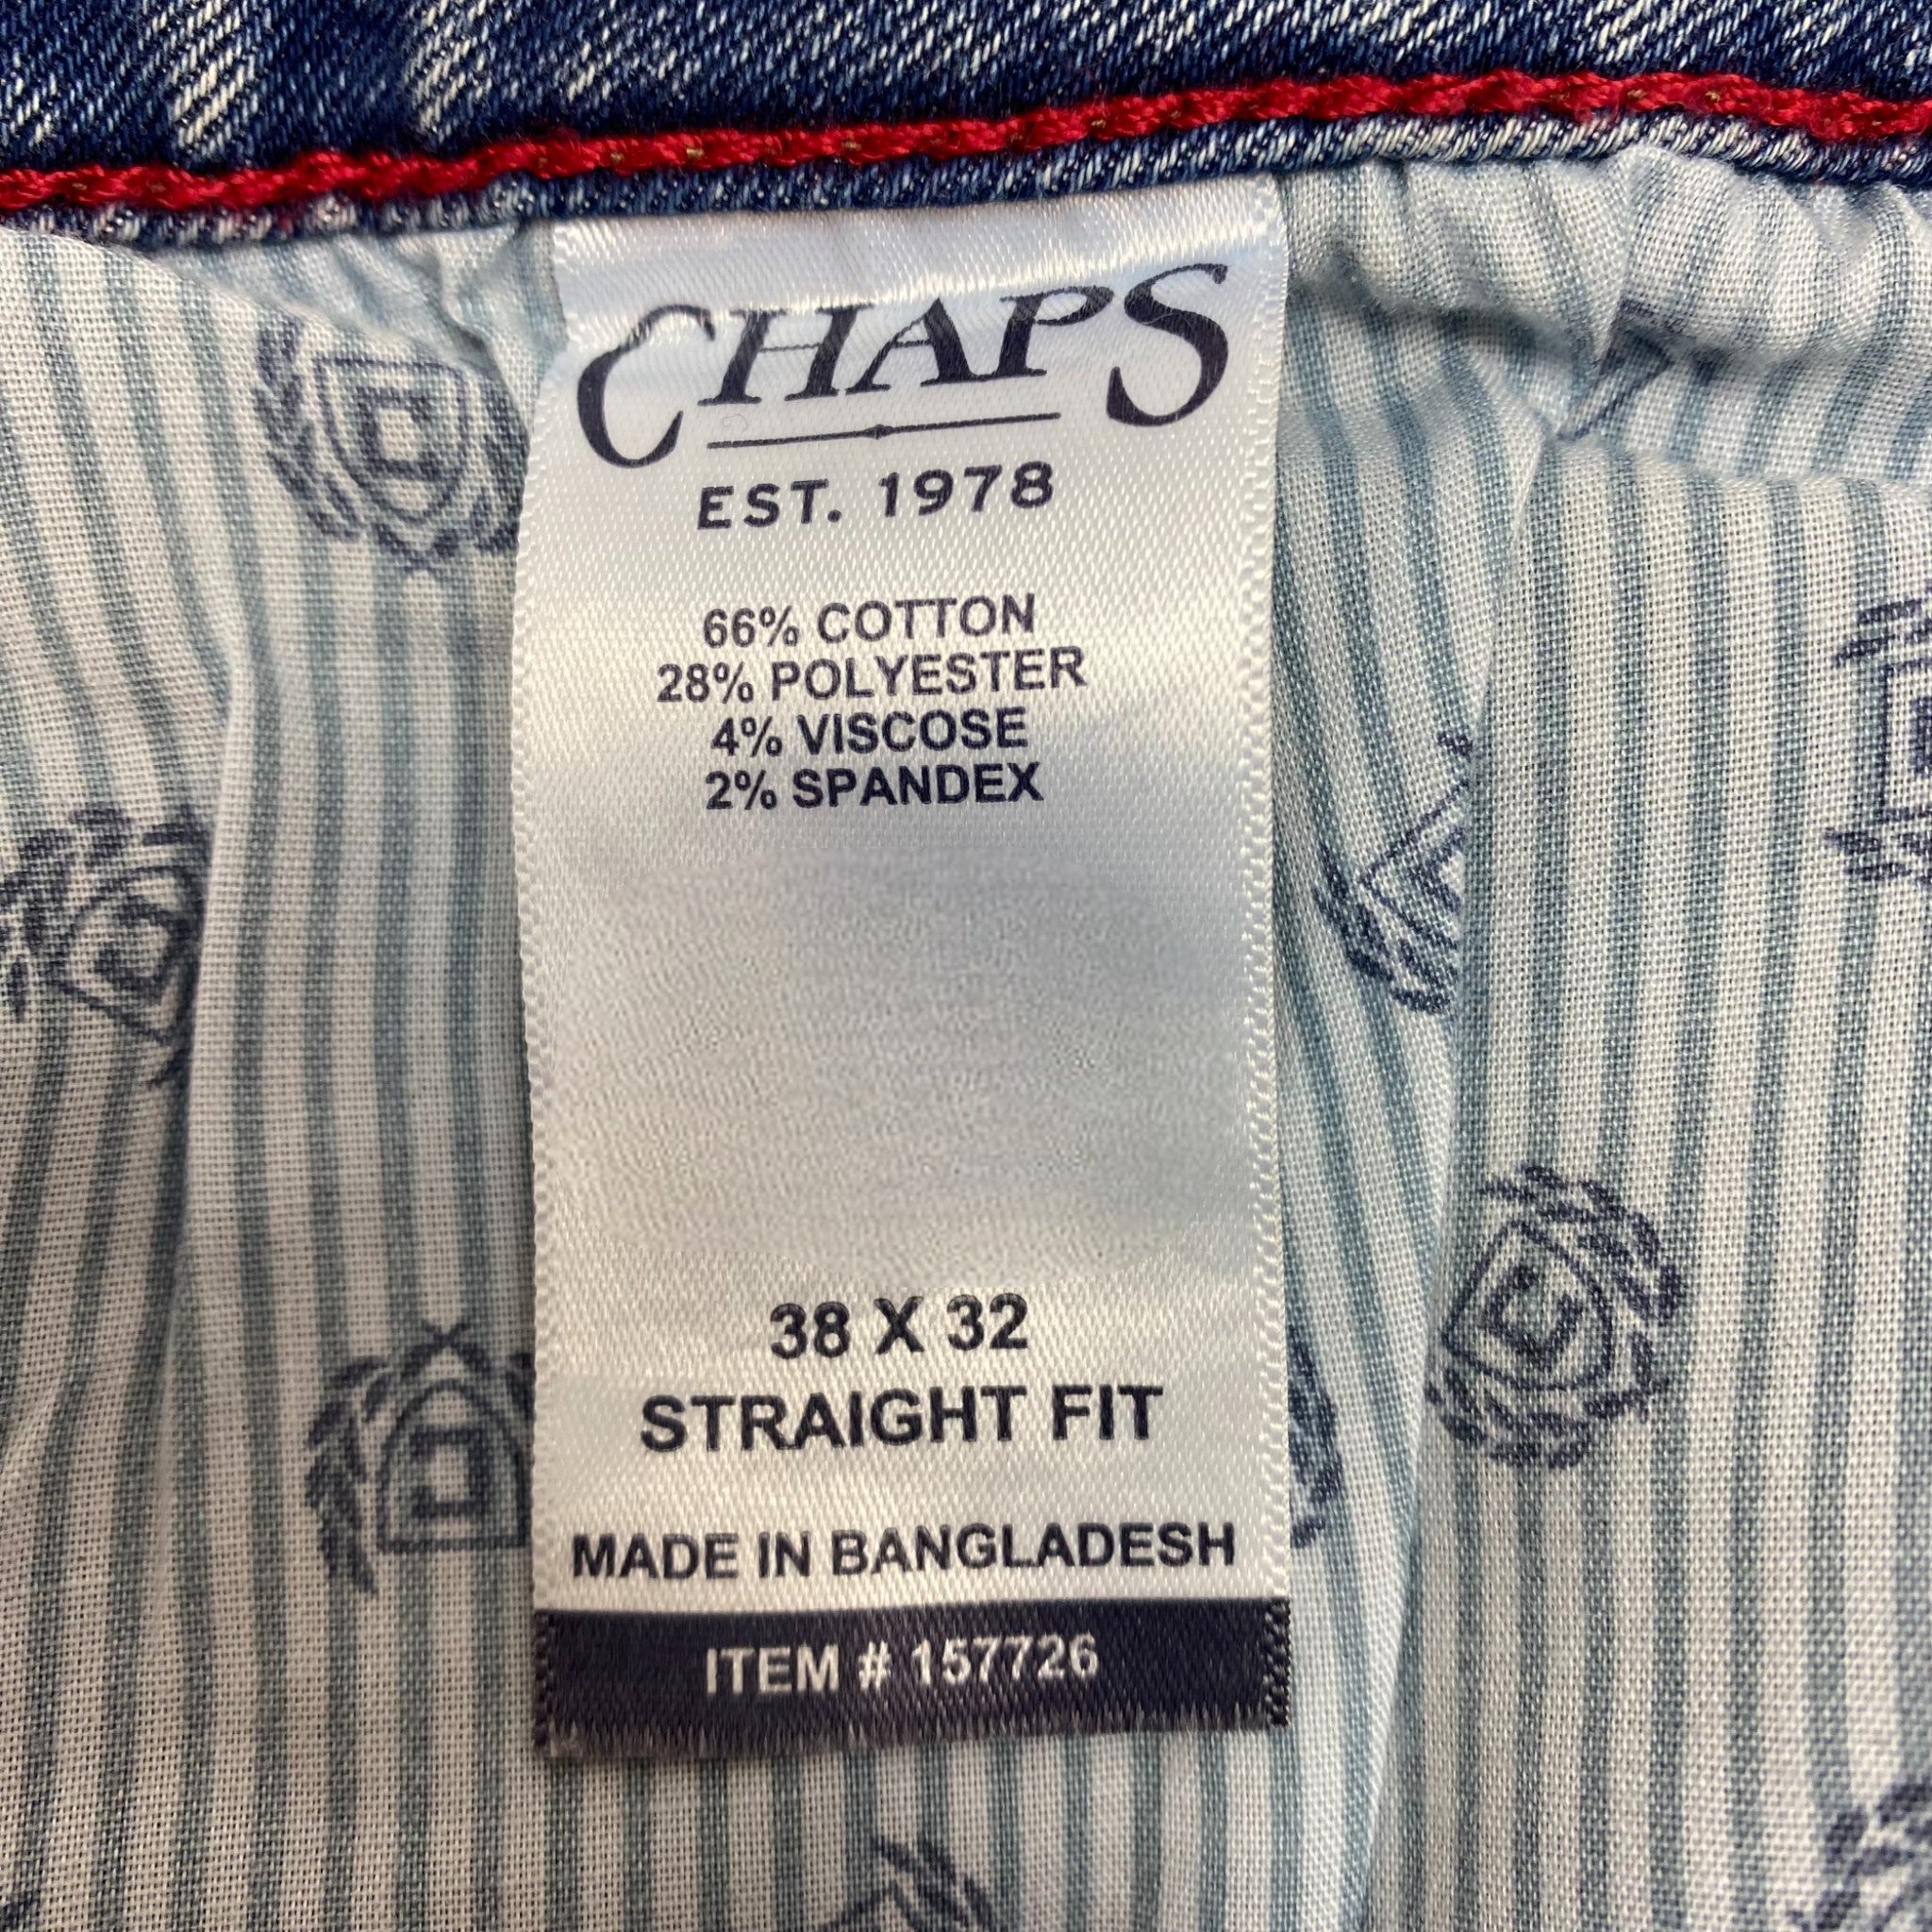 CHAPS
EST. 1978
66% COTTON
28% POLYESTER
4% VISCOSE
2% SPANDEX
38 X 32
STRAIGHT FIT
MADE IN BANGLADESH
ITEM # 157726